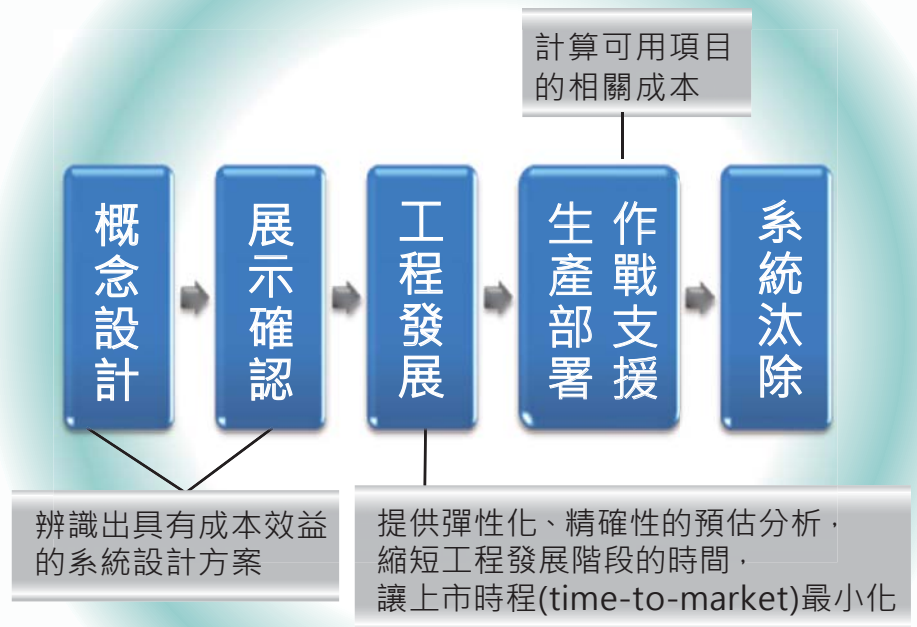 計算可用項目
的相關成本
概念設計
展示確認
工程發展
作戰支援
生產部署
系統汰除
辨識出具有成本效益
的系統設計方案
提供彈性化、精確性的預估分析，
縮短工程發展階段的時間，
讓上市時程(time-to-market)最小化